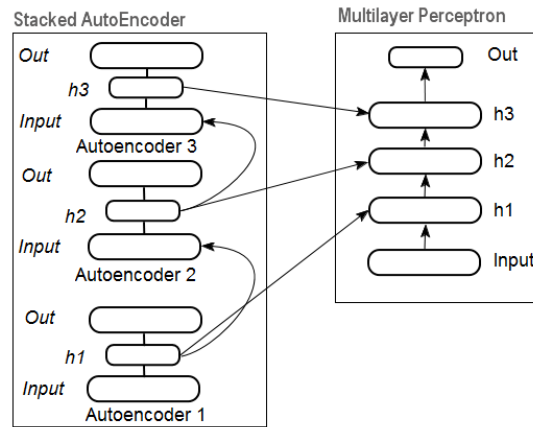 Stacked AutoEncoder
Out
h3
Input
Autoencoder 3
Out
h2
Input
Autoencoder 2
Out
h1
Input
Autoencoder 1
Multilayer Perceptron
Out
h3
h2
h1
Input